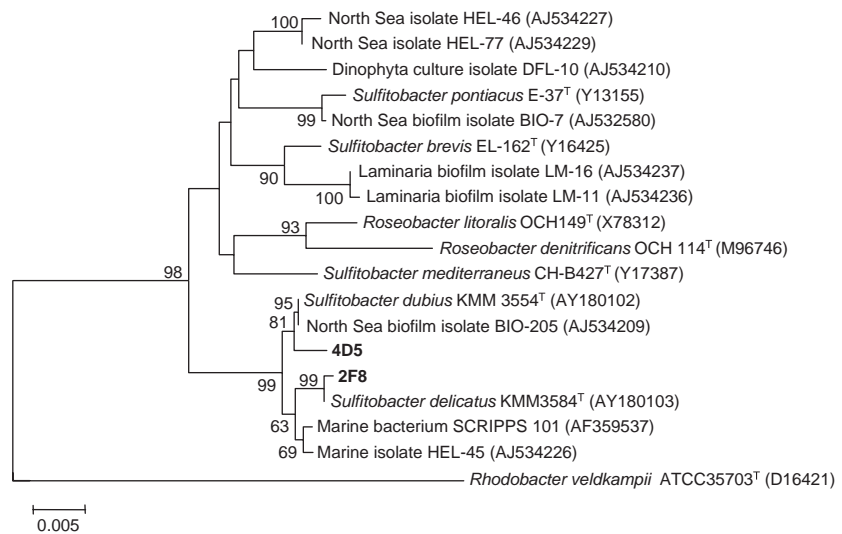 100
North Sea isolate HEL-46 (AJ534227)
North Sea isolate HEL-77 (AJ534229)
Dinophyta culture isolate DFL-10 (AJ534210)
Sulfitobacter pontiacus E-37ᵀ (Y13155)
99
North Sea biofilm isolate BIO-7 (AJ532580)
Sulfitobacter brevis EL-162ᵀ (Y16425)
90
Laminaria biofilm isolate LM-16 (AJ534237)
100
Laminaria biofilm isolate LM-11 (AJ534236)
93
Roseobacter litoralis OCH149ᵀ (X78312)
Roseobacter denitrificans OCH 114ᵀ (M96746)
98
Sulfitobacter mediterraneus CH-B427ᵀ (Y17387)
95
Sulfitobacter dubius KMM 3554ᵀ (AY180102)
81
North Sea biofilm isolate BIO-205 (AJ534209)
4D5
99
99
2F8
Sulfitobacter delicatus KMM3584ᵀ (AY180103)
63
Marine bacterium SCRIPPS 101 (AF359537)
69
Marine isolate HEL-45 (AJ534226)
Rhodobacter veldkampii ATCC35703ᵀ (D16421)
0.005